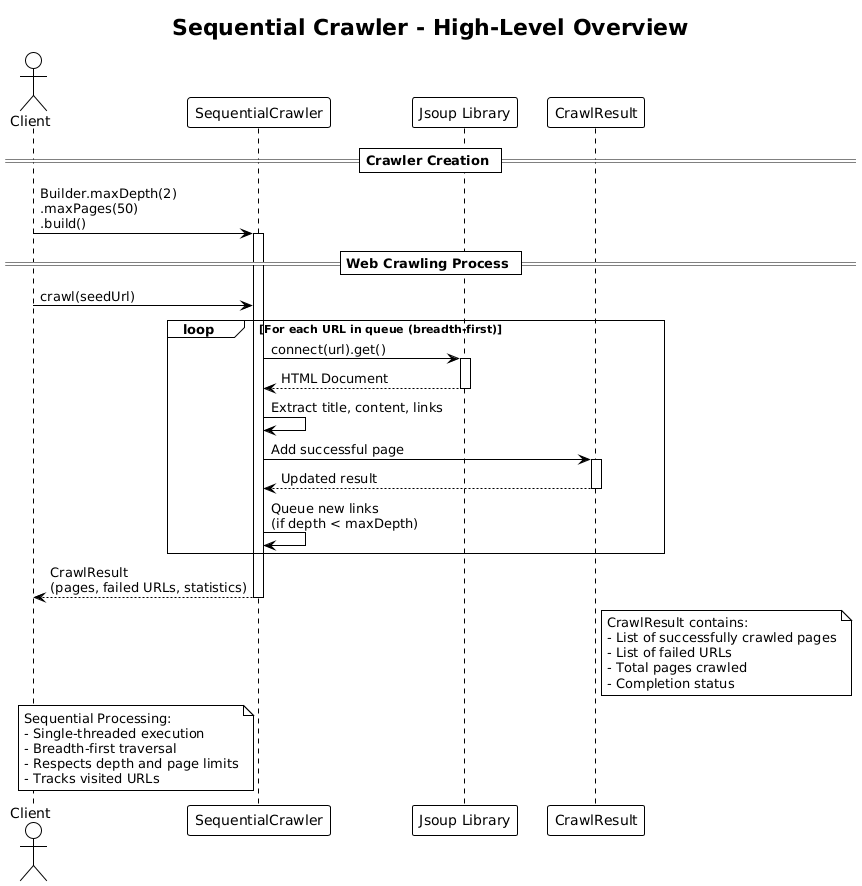 Sequential Crawler - High-Level Overview
Client
SequentialCrawler
Jsoup Library
CrawlResult
Crawler Creation
Builder.maxDepth(2)
.maxPages(50)
.build()
Web Crawling Process
crawl(seedUrl)
loop
[For each URL in queue (breadth-first)]
connect(url).get()
HTML Document
Extract title, content, links
Add successful page
Updated result
Queue new links
(if depth < maxDepth)
CrawlResult
(pages, failed URLs, statistics)
CrawlResult contains:
- List of successfully crawled pages
- List of failed URLs
- Total pages crawled
- Completion status
Sequential Processing:
- Single-threaded execution
- Breadth-first traversal
- Respects depth and page limits
- Tracks visited URLs
Client
SequentialCrawler
Jsoup Library
CrawlResult